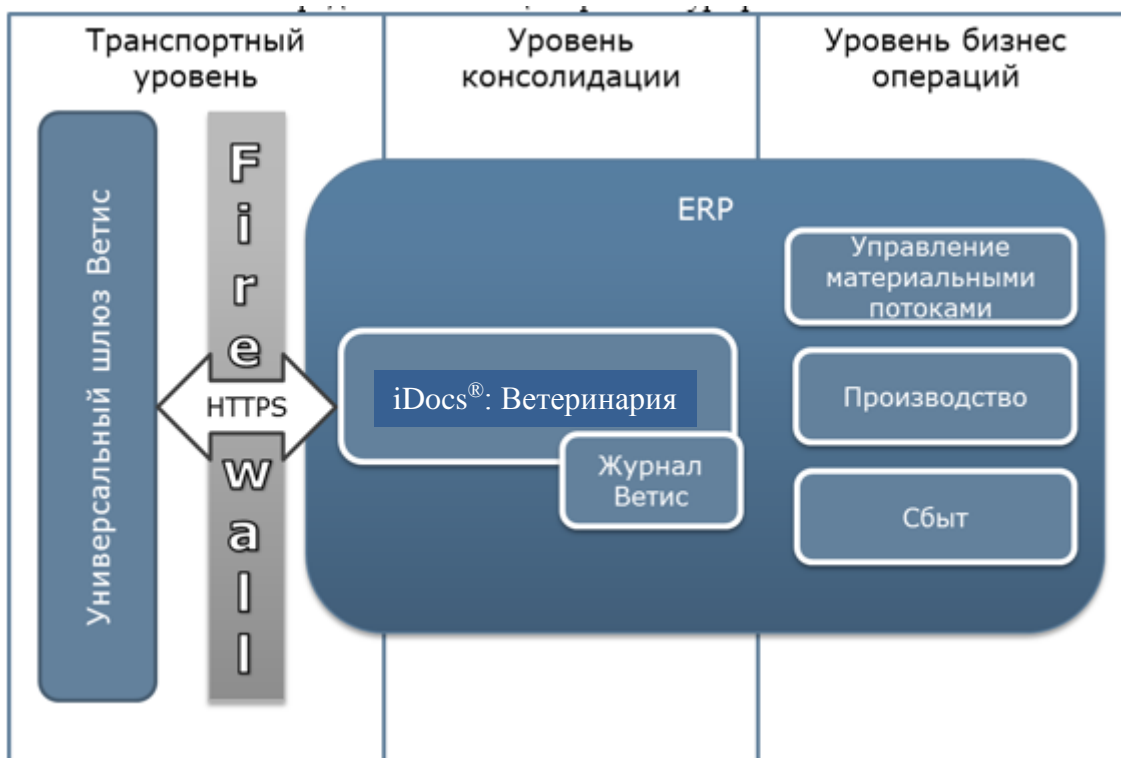 Транспортный
уровень
Уровень
консолидации
Уровень бизнес
операций
Универсальный шлюз Ветис
Firewall
HTTPS
ERP
iDocs®: Ветеринария
Журнал
Ветис
Управление
материальными
потоками
Производство
Сбыт